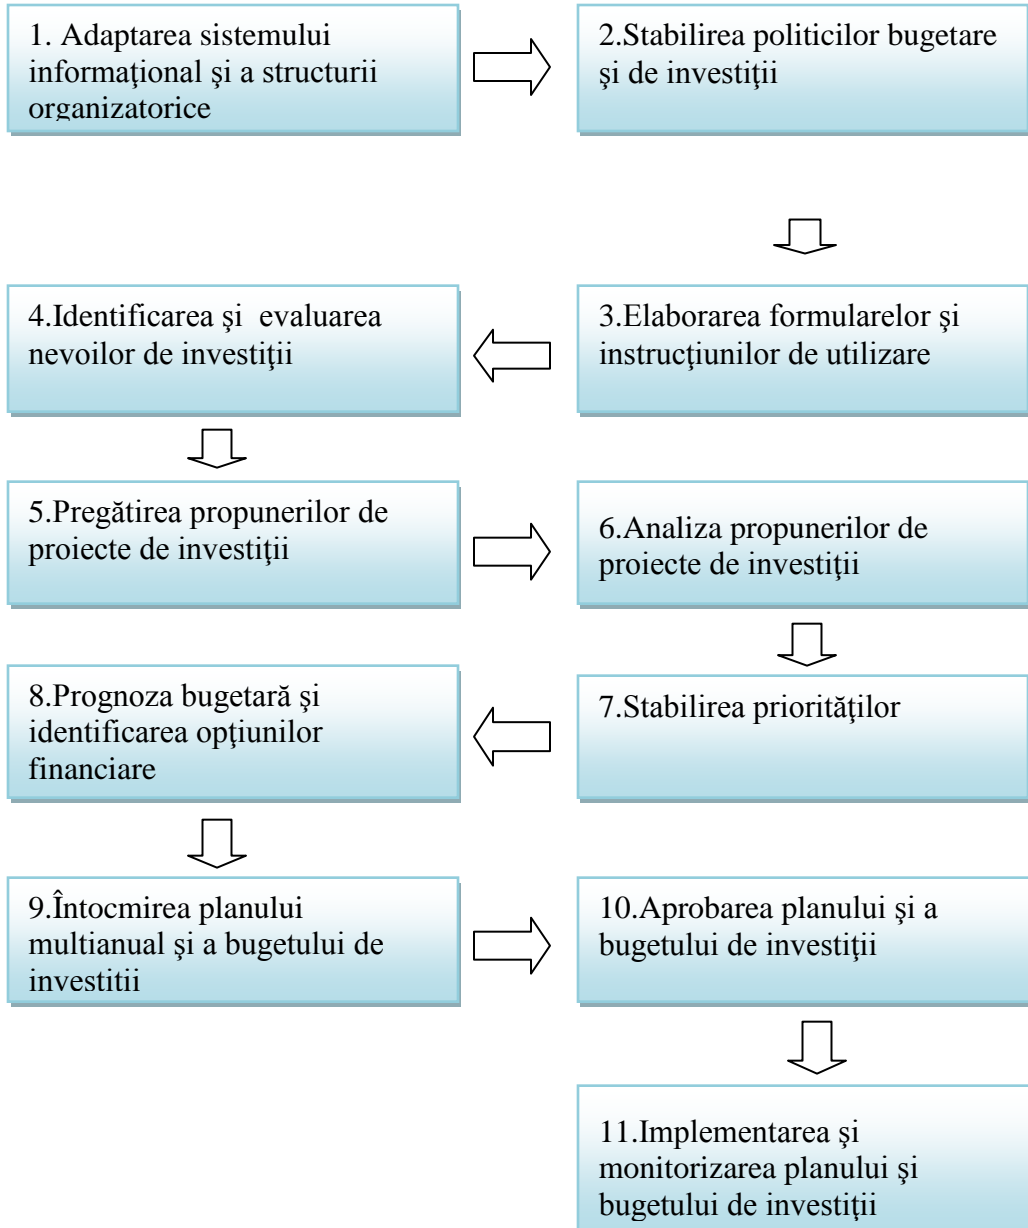 1. Adaptarea sistemului
informaţional şi a structurii
organizatorice
2.Stabilirea politicilor bugetare
şi de investiţii
3.Elaborarea formularelor şi
instrucţiunilor de utilizare
4.Identificarea şi evaluarea
nevoilor de investiţii
5.Pregătirea propunerilor de
proiecte de investiţii
6.Analiza propunerilor de
proiecte de investiţii
7.Stabilirea priorităţilor
8.Prognoza bugetară şi
identificarea opţiunilor
financiare
9.Întocmirea planului
multianual şi a bugetului de
investitii
10.Aprobarea planului şi a
bugetului de investiţii
11.Implementarea şi
monitorizarea planului şi
bugetului de investiţii